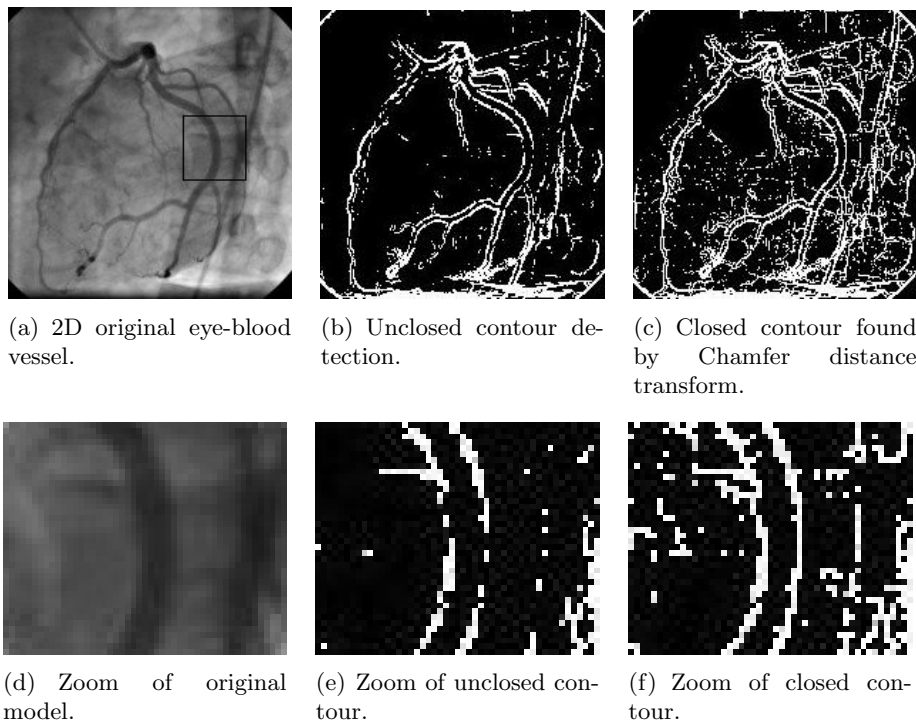 (a) 2D original eye-blood
vessel.
(b) Unclosed contour de-
tection.
(c) Closed contour found
by Chamfer distance
transform.
(d) Zoom of original
model.
(e) Zoom of unclosed con-
tour.
(f) Zoom of closed con-
tour.